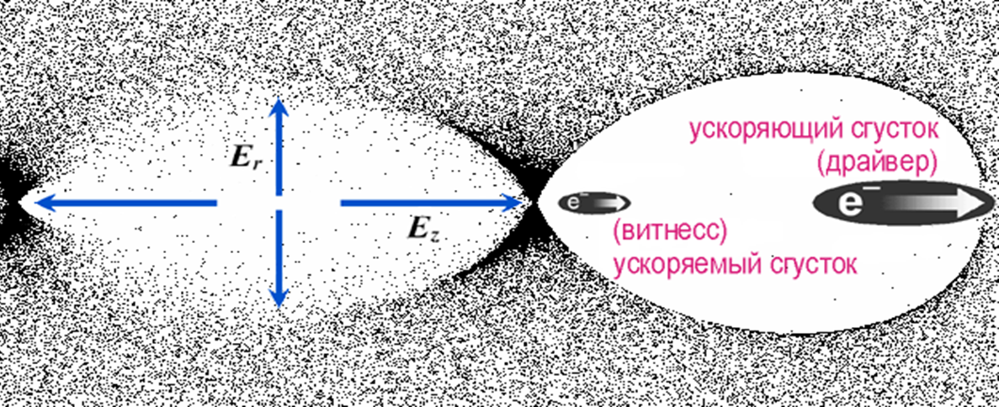 ускоряющий сгусток
(драйвер)
E_r
e⁻
e⁻
E_z
(витнесс)
ускоряемый сгусток